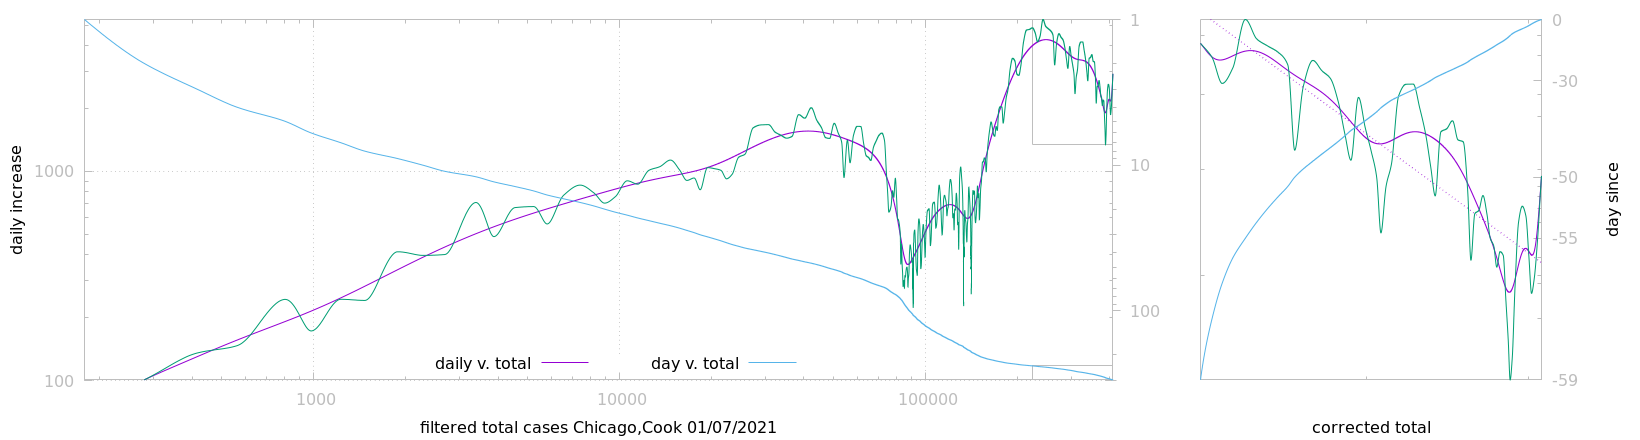 daily increase
1000
100
1000
10000
100000
1
10
100
daily v. total
day v. total
filtered total cases Chicago,Cook 01/07/2021
0
-30
-50
-55
-59
day since
corrected total